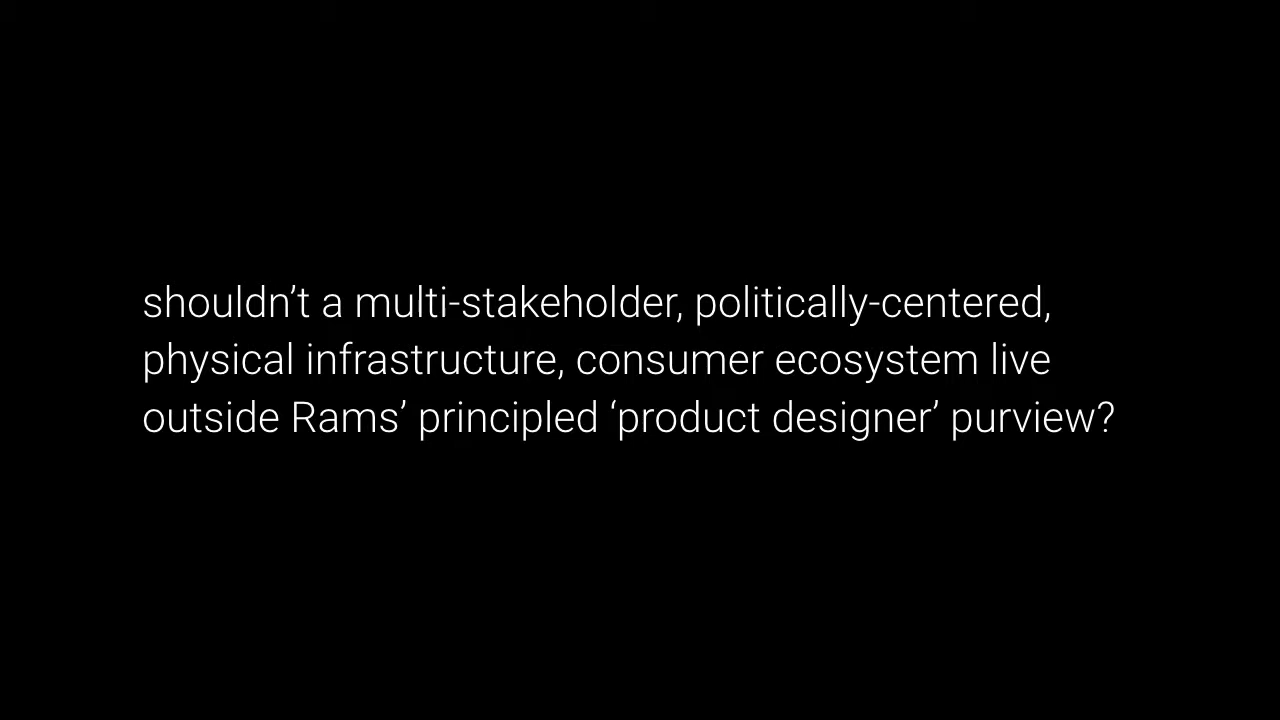 shouldn’t a multi-stakeholder, politically-centered,
physical infrastructure, consumer ecosystem live
outside Rams’ principled ‘product designer’ purview?